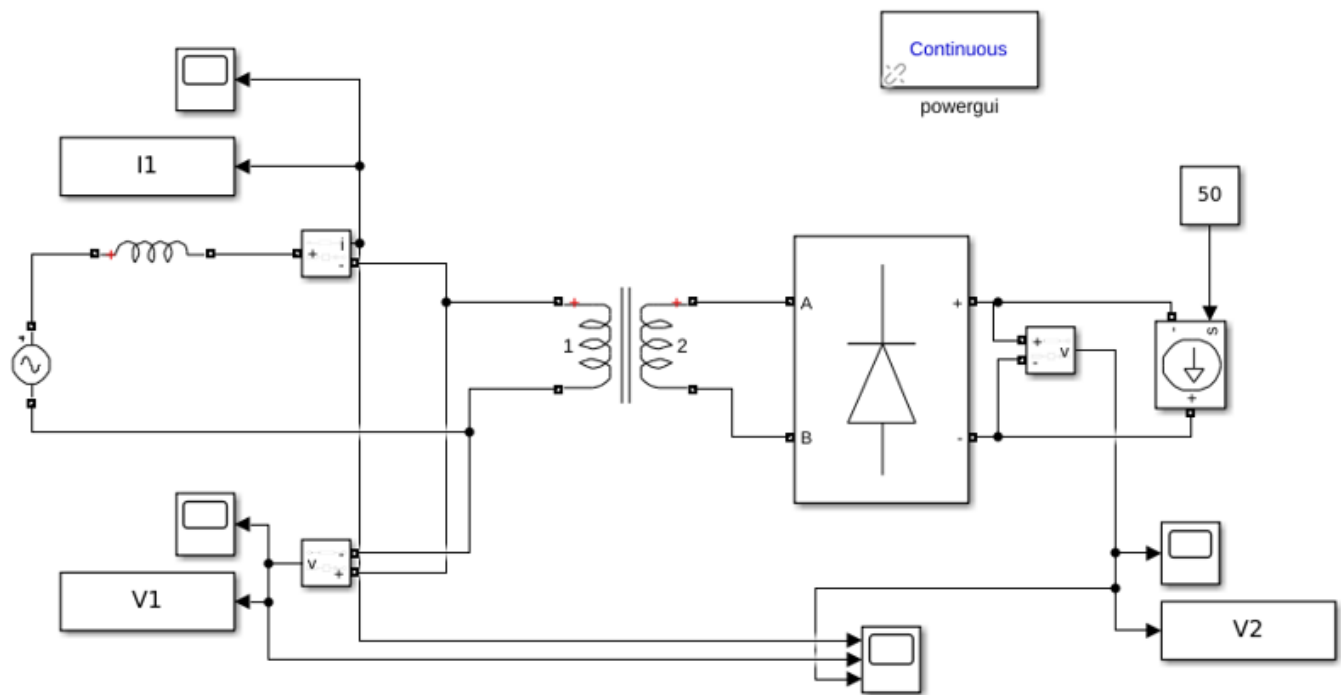 Continuous
powergui
I1
50
i
+
-
+
+
A
+
-
s
1
2
+
-
v
+
B
-
v
-
+
V1
V2